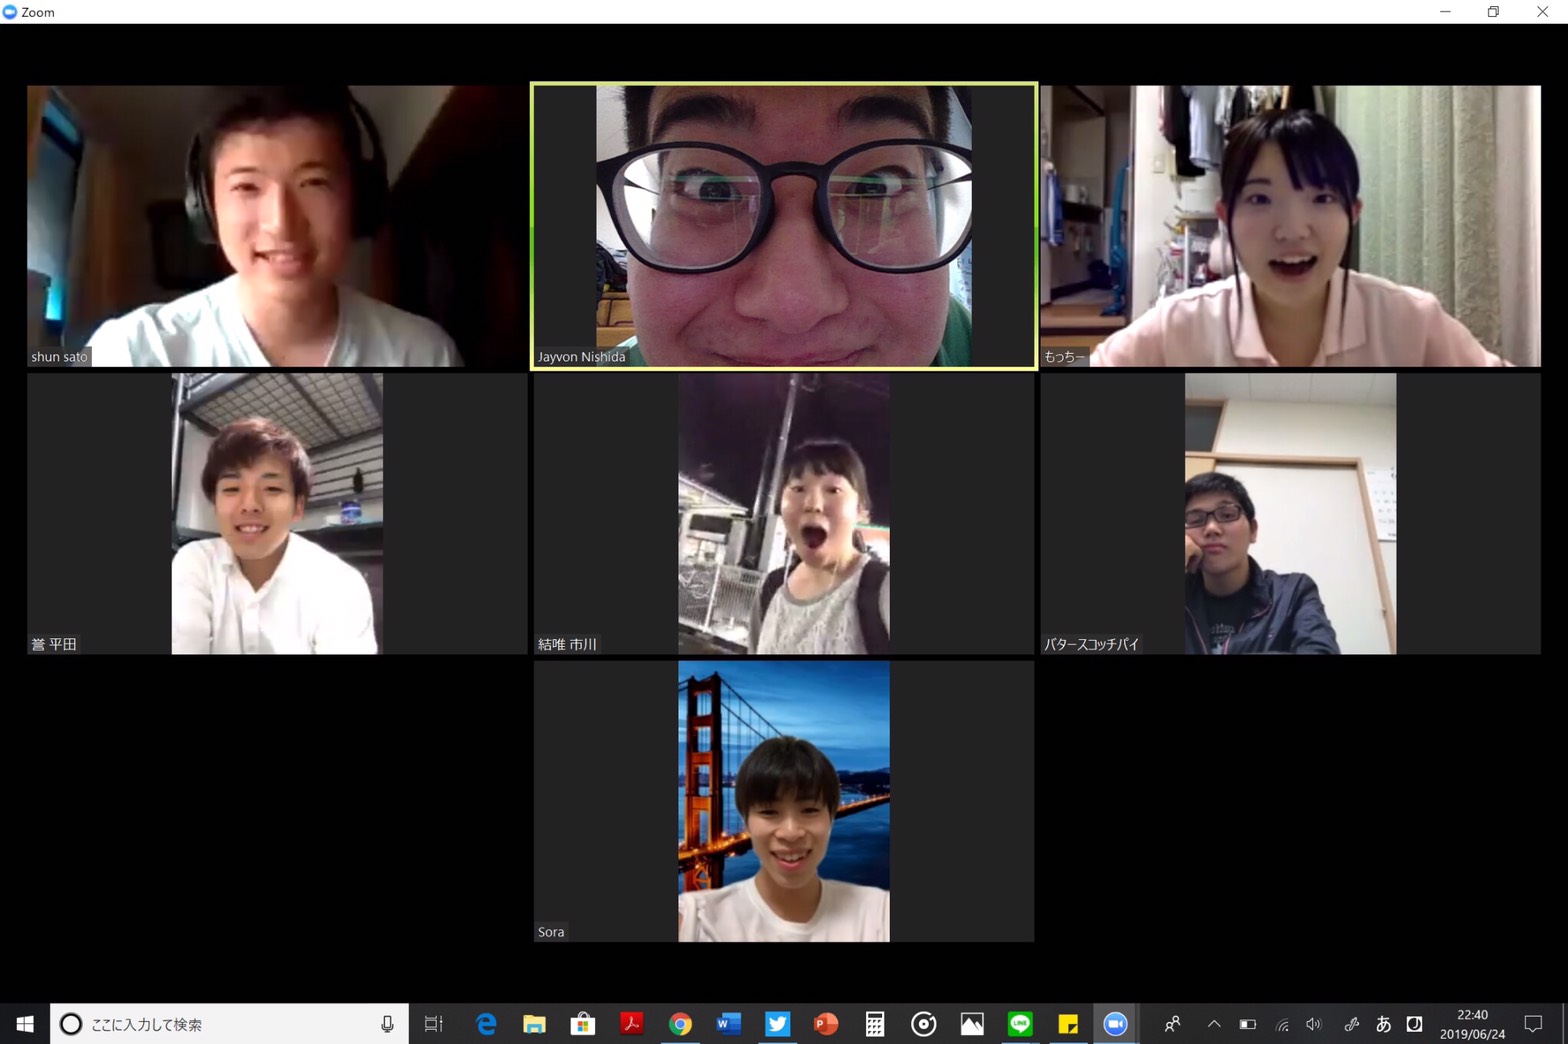 Zoom
shun sato
Jayvon Nishida
もっちー
誉 平田
結唯 市川
バタースコッチパイ
Sora
ここに入力して検索
あ
22:40
2019/06/24